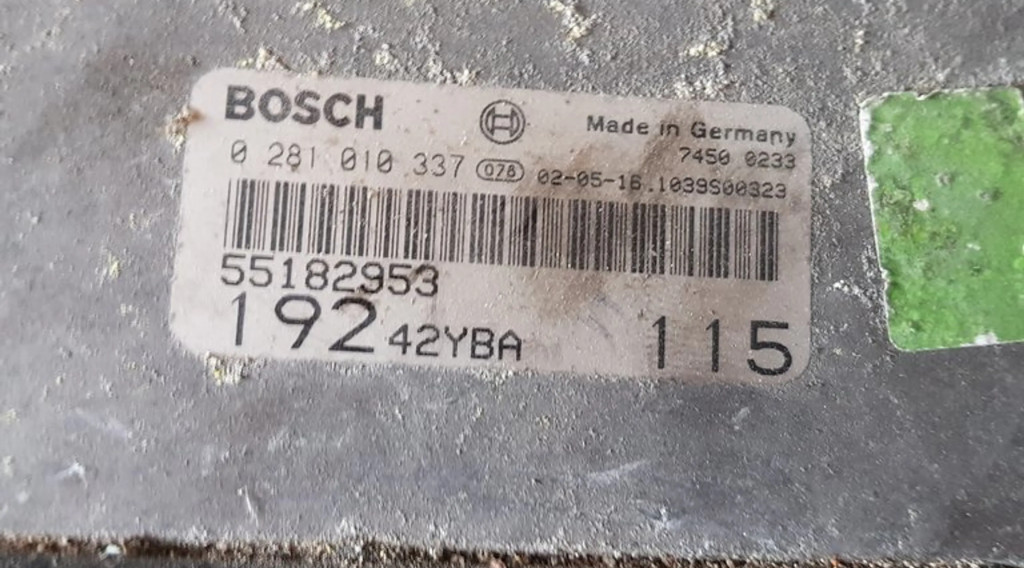 BOSCH
Made in Germany
7450 0233
0 281 010 337 078 02-05-16.1039S00323
55182953
192 42YBA 115